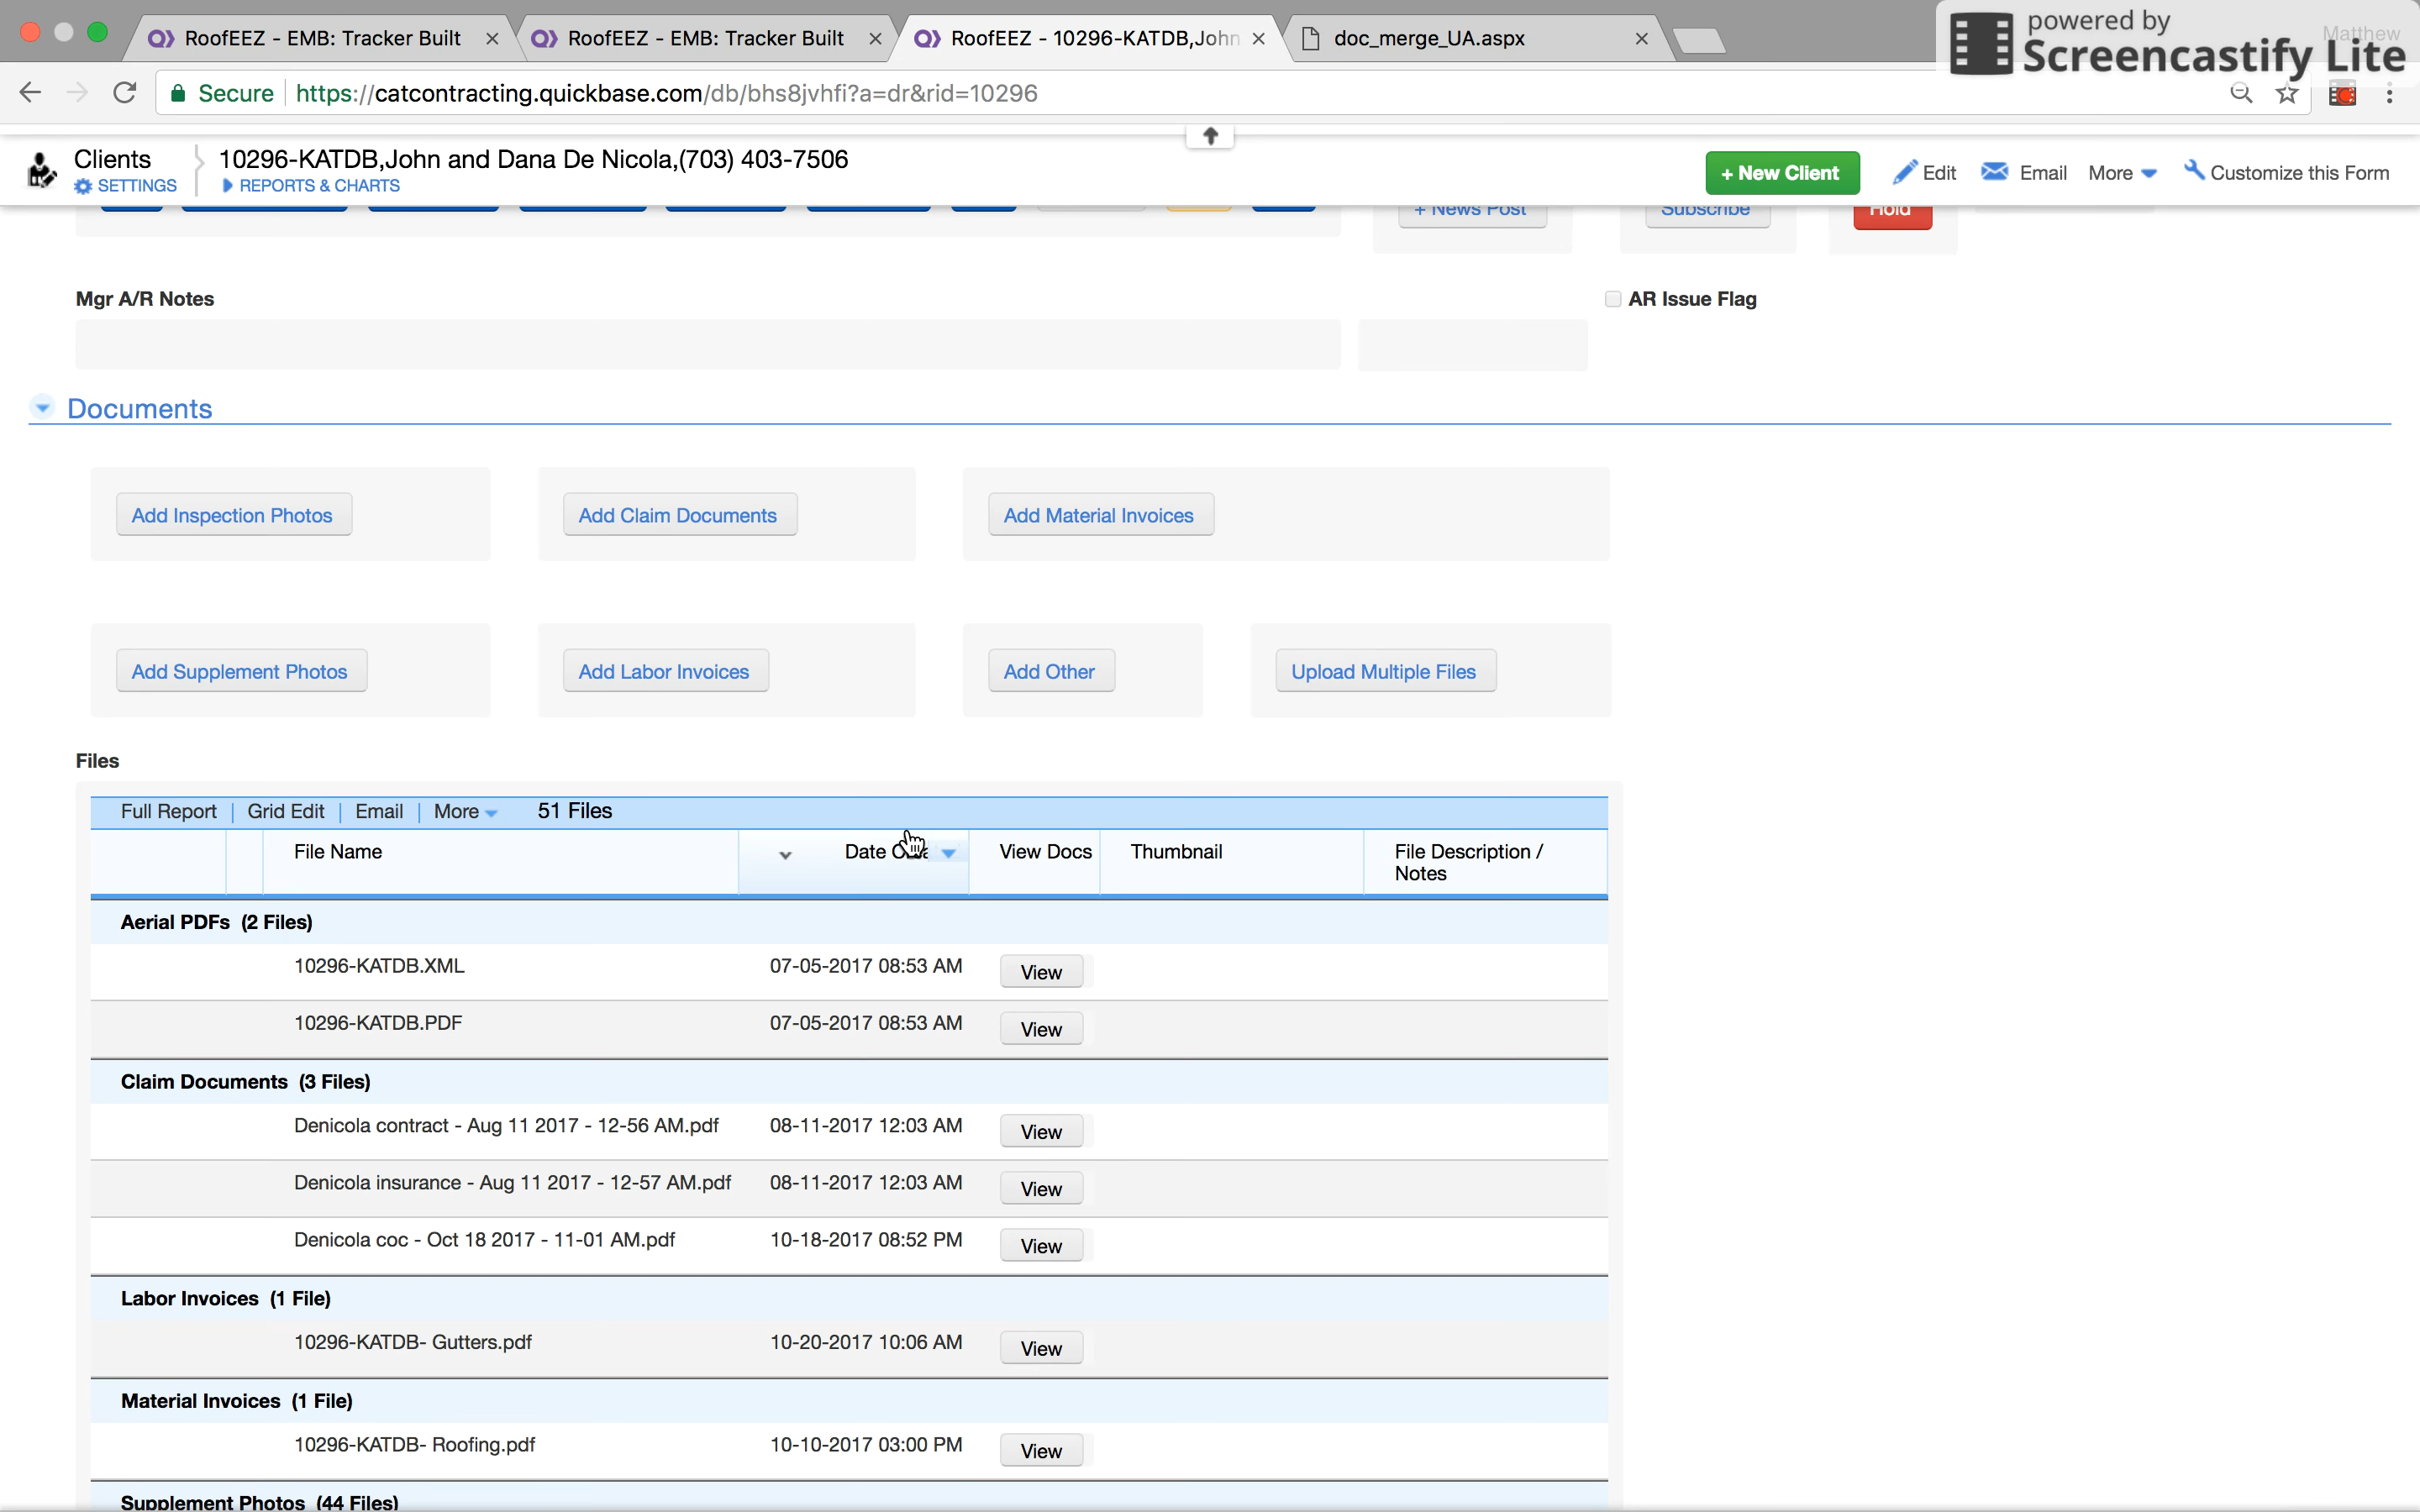 RoofEEZ - EMB: Tracker Built
RoofEEZ - EMB: Tracker Built
RoofEEZ - 10296-KATDB,John
doc_merge_UA.aspx
Matthew
powered by
Screencastify Lite
Secure
https://catcontracting.quickbase.com/db/bhs8jvhfi?a=dr&rid=10296
Clients
SETTINGS
10296-KATDB,John and Dana De Nicola,(703) 403-7506
REPORTS & CHARTS
+ New Client
Edit
Email
More
Customize this Form
+ News Post
Subscribe
Hold
Mgr A/R Notes
AR Issue Flag
Documents
Add Inspection Photos
Add Claim Documents
Add Material Invoices
Add Supplement Photos
Add Labor Invoices
Add Other
Upload Multiple Files
Files
Full Report | Grid Edit | Email | More 51 Files
File Name
Date
View Docs
Thumbnail
File Description /
Notes
Aerial PDFs (2 Files)
10296-KATDB.XML 07-05-2017 08:53 AM View
10296-KATDB.PDF 07-05-2017 08:53 AM View
Claim Documents (3 Files)
Denicola contract - Aug 11 2017 - 12-56 AM.pdf 08-11-2017 12:03 AM View
Denicola insurance - Aug 11 2017 - 12-57 AM.pdf 08-11-2017 12:03 AM View
Denicola coc - Oct 18 2017 - 11-01 AM.pdf 10-18-2017 08:52 PM View
Labor Invoices (1 File)
10296-KATDB- Gutters.pdf 10-20-2017 10:06 AM View
Material Invoices (1 File)
10296-KATDB- Roofing.pdf 10-10-2017 03:00 PM View
Supplement Photos (44 Files)